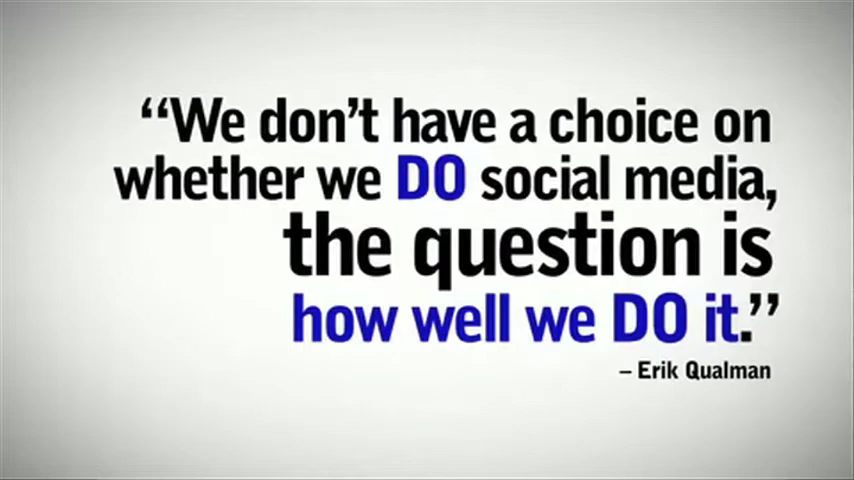 “We don’t have a choice on
whether we DO social media,
the question is
how well we DO it.”
– Erik Qualman